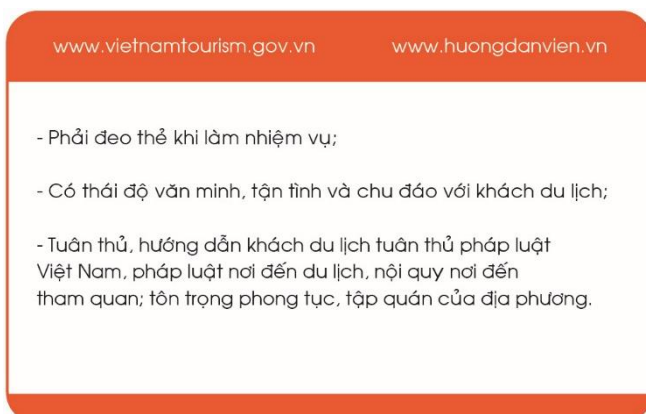 www.vietnamtourism.gov.vn www.huongdanvien.vn
- Phải đeo thẻ khi làm nhiệm vụ;
- Có thái độ văn minh, tận tình và chu đáo với khách du lịch;
- Tuân thủ, hướng dẫn khách du lịch tuân thủ pháp luật
Việt Nam, pháp luật nơi đến du lịch, nội quy nơi đến
tham quan; tôn trọng phong tục, tập quán của địa phương.